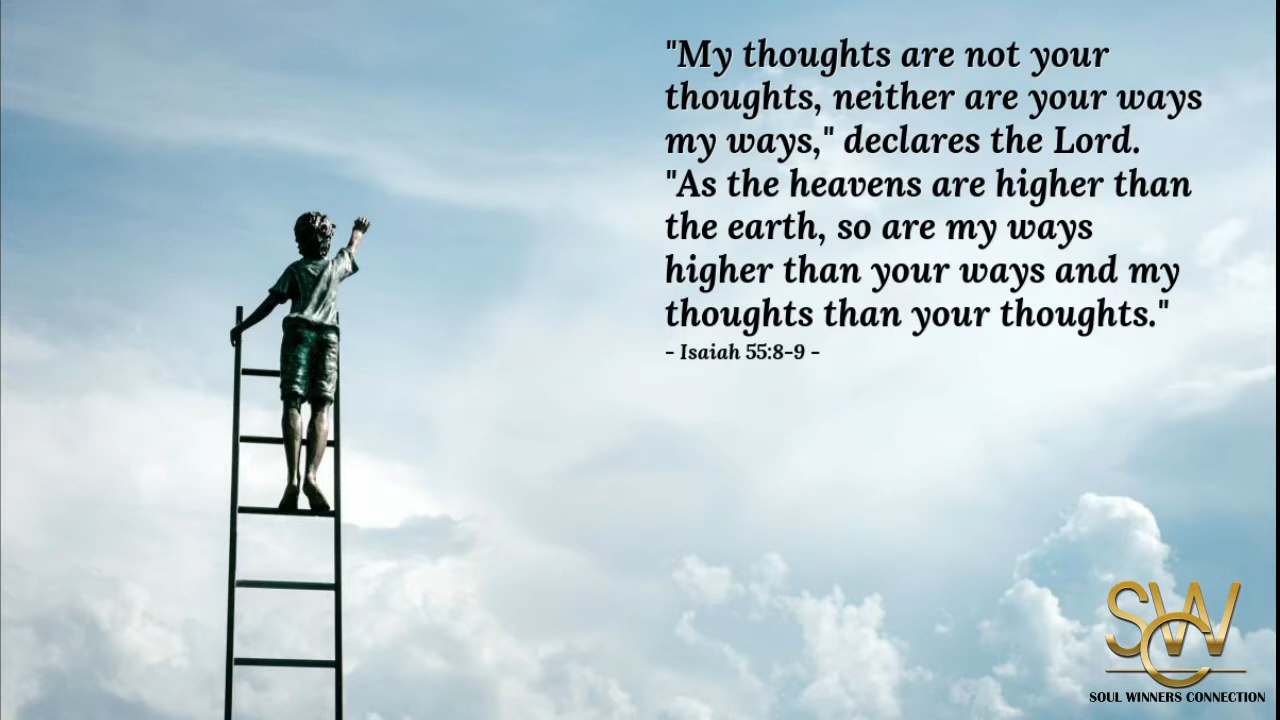 "My thoughts are not your
thoughts, neither are your ways
my ways," declares the Lord.
"As the heavens are higher than
the earth, so are my ways
higher than your ways and my
thoughts than your thoughts."
- Isaiah 55:8-9 -
SWC
SOUL WINNERS CONNECTION